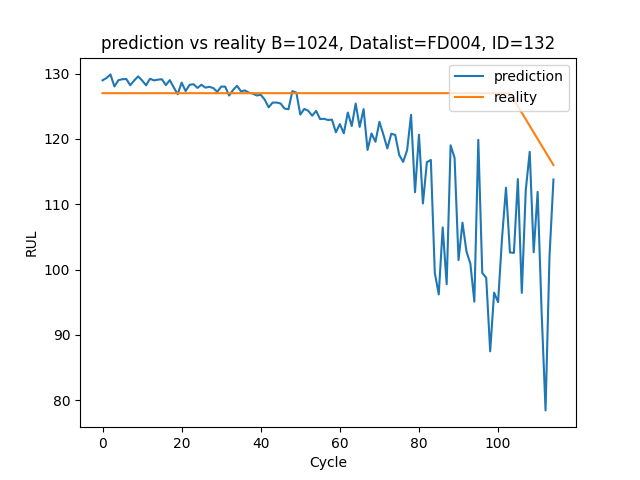 prediction vs reality B=1024, Datalist=FD004, ID=132
prediction
reality
130
120
110
100
90
80
RUL
0 20 40 60 80 100
Cycle